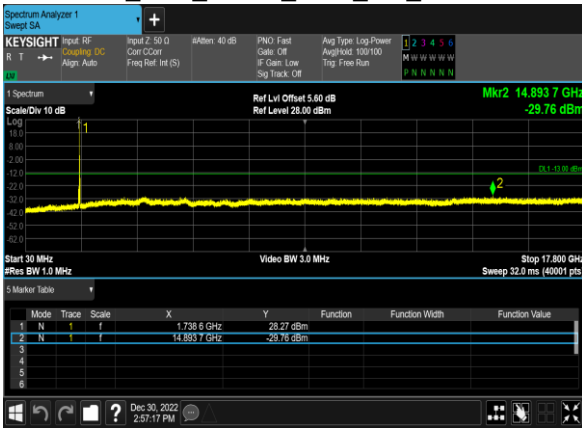 Spectrum Analyzer 1
Swept SA
+
KEYSIGHT Input: RF
R T Coupling: DC
Align: Auto
LU
Input Z: 50 Ω
Corr CCorr
Freq Ref: Int (S)
#Atten: 40 dB
PNO: Fast
Gate: Off
IF Gain: Low
Sig Track: Off
Avg Type: Log-Power
Avg|Hold: 100/100
Trig: Free Run
1 2 3 4 5 6
M W W W W W
P N N N N N
1 Spectrum
Scale/Div 10 dB
Ref Lvl Offset 5.60 dB
Ref Level 28.00 dBm
Mkr2 14.893 7 GHz
-29.76 dBm
Log
18.0
8.00
-2.00
-12.0
-22.0
-32.0
-42.0
-52.0
-62.0
1
DL1 -13.00 dBm
2
Start 30 MHz
#Res BW 1.0 MHz
Video BW 3.0 MHz
Stop 17.800 GHz
Sweep 32.0 ms (40001 pts
5 Marker Table
Mode Trace Scale X Y Function Function Width Function Value
1 N 1 f 1.738 6 GHz 28.27 dBm
2 N 1 f 14.893 7 GHz -29.76 dBm
3
4
5
6
?
Dec 30, 2022
2:57:17 PM